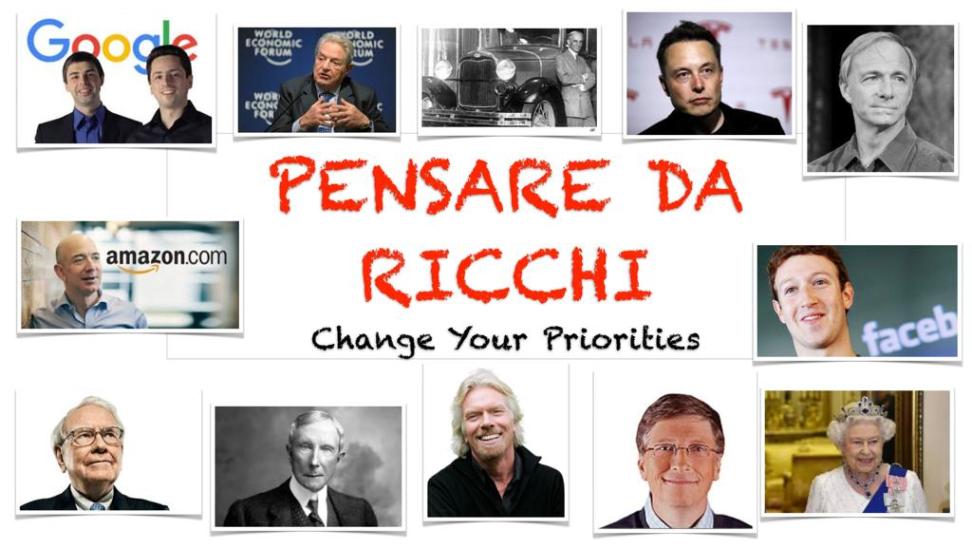 Google
WORLD
ECONOMIC
FORUM
WORLD
ECONOMIC
FORUM
PENSARE DA
RICCHI
Change Your Priorities
amazon.com
faceb